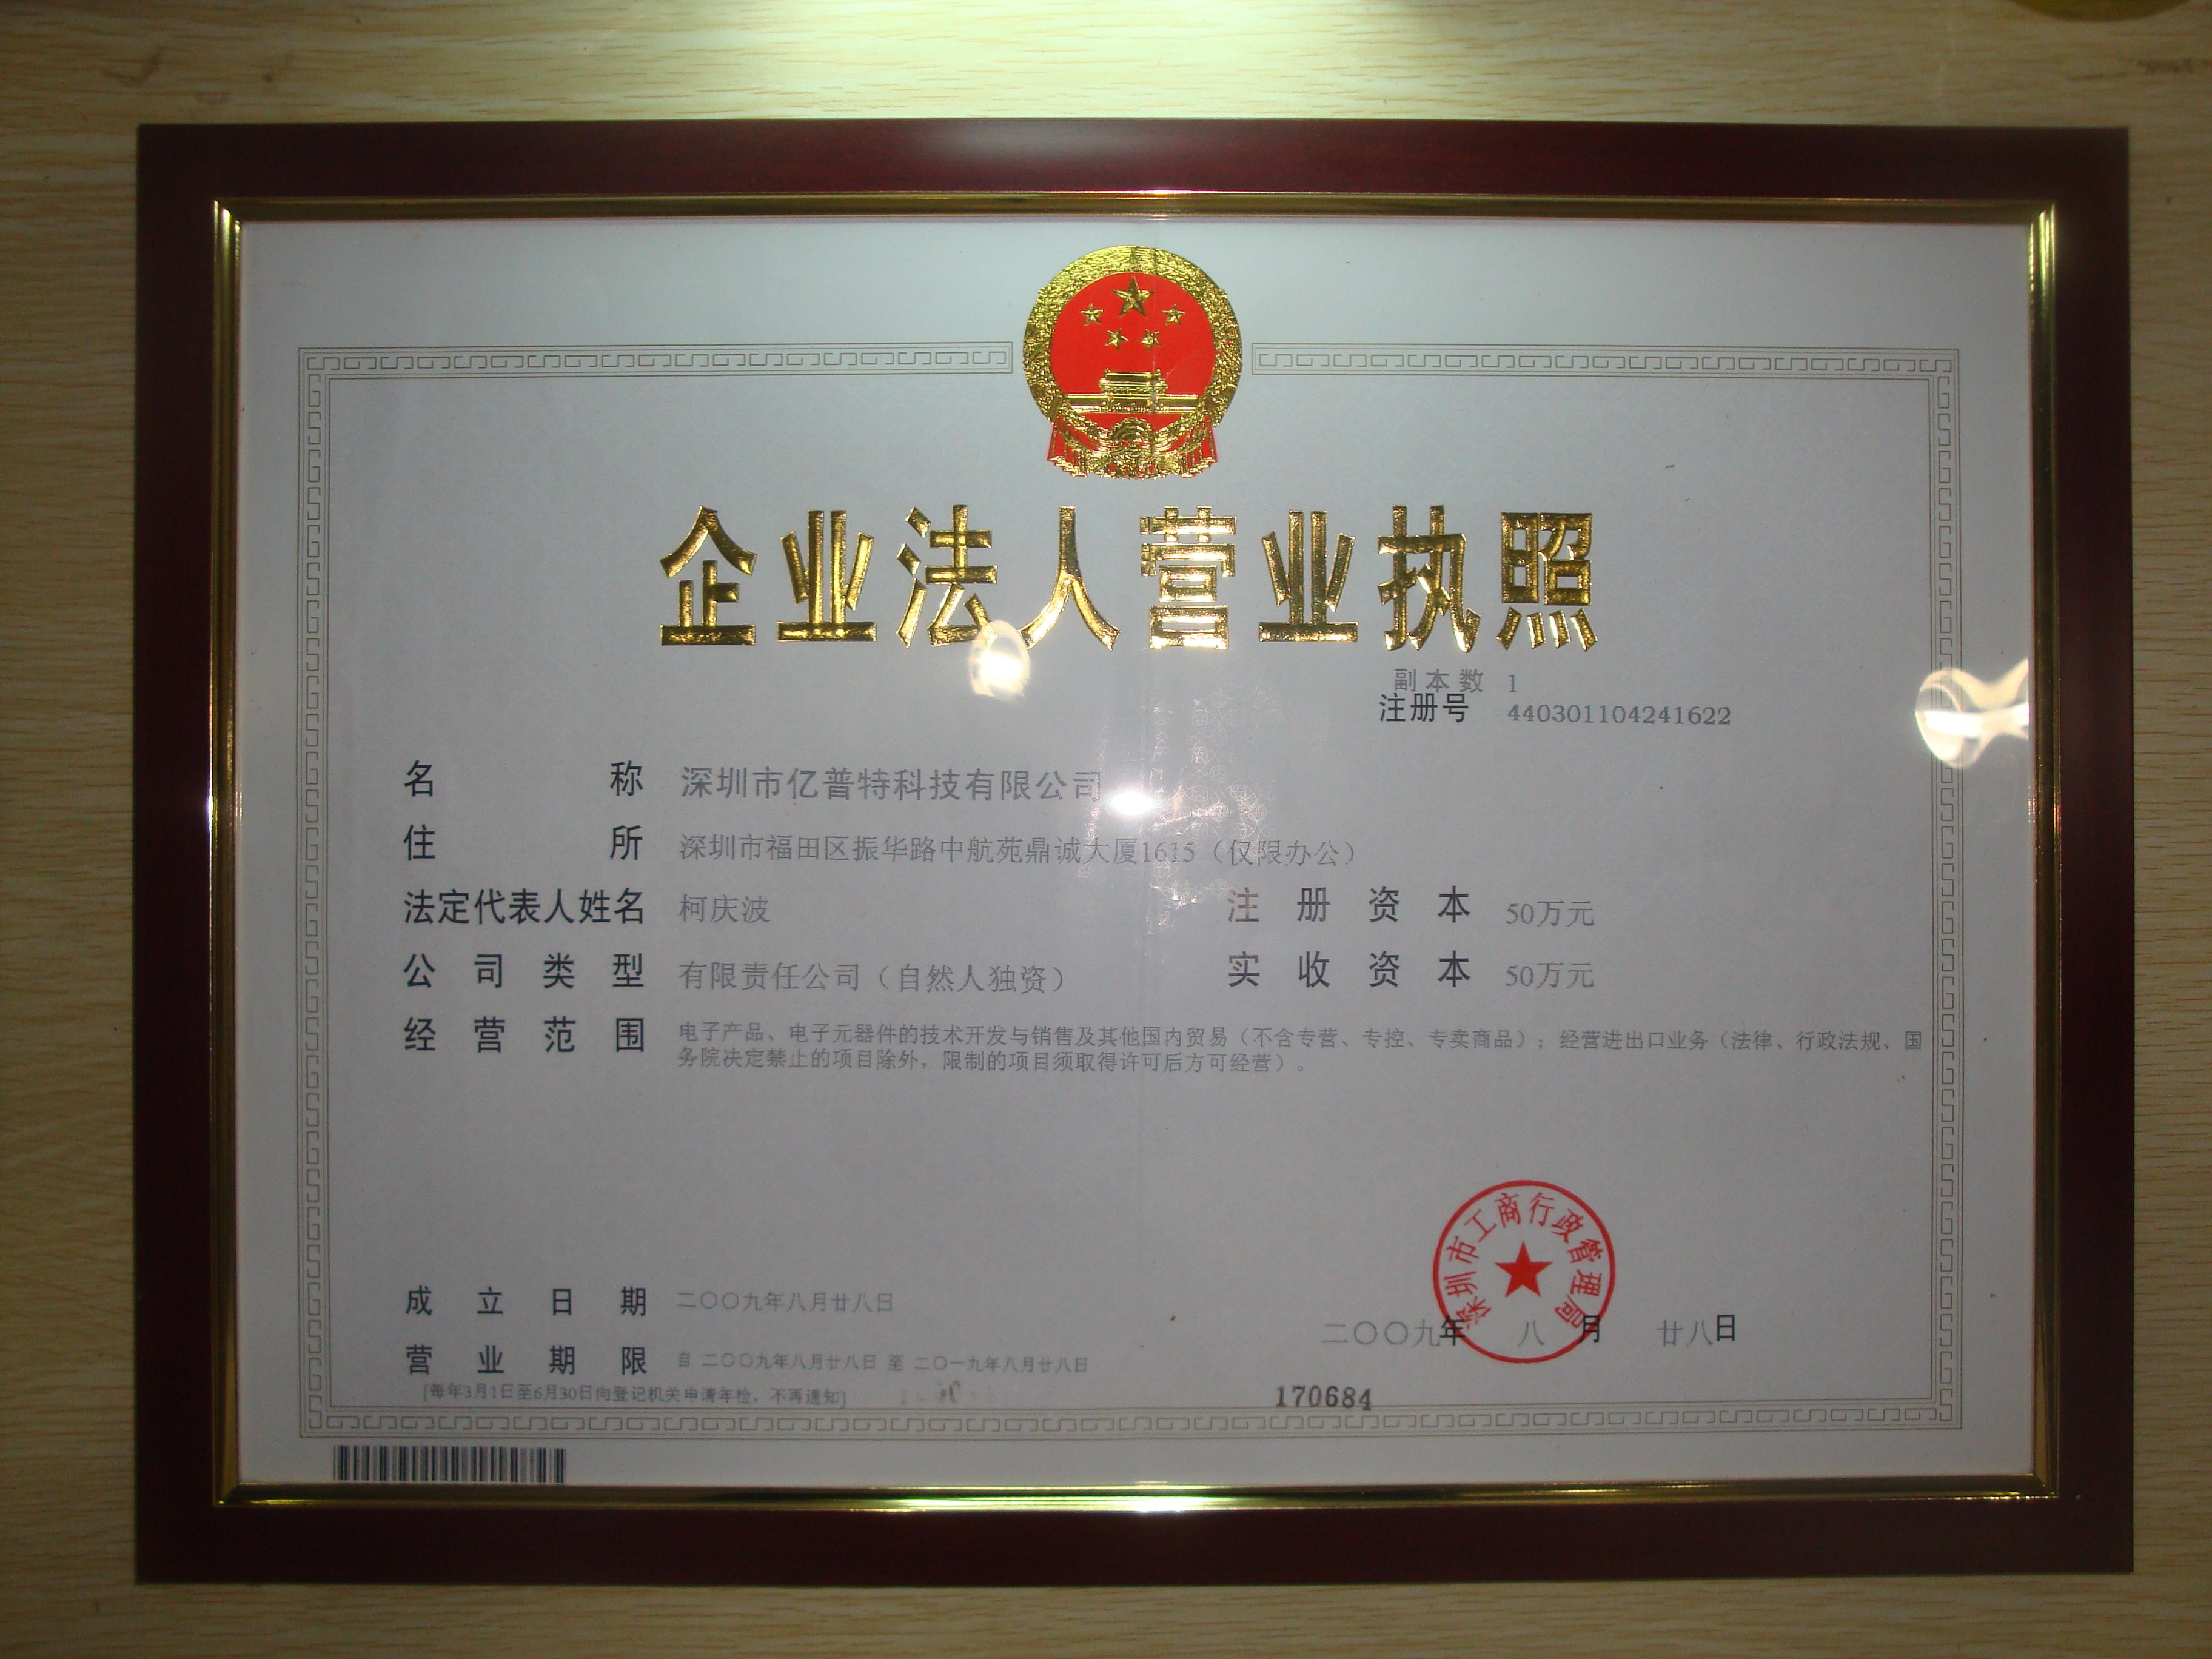 企业法人营业执照
副本数 1
注册号 440301104241622
名称 深圳市亿普特科技有限公司
住所 深圳市福田区振华路中航苑鼎诚大厦1615（仅限办公）
法定代表人姓名 柯庆波 注册资本 50万元
公司类型 有限责任公司（自然人独资） 实收资本 50万元
经营范围 电子产品、电子元器件的技术开发与销售及其他国内贸易（不含专营、专控、专卖商品）；经营进出口业务（法律、行政法规、国
务院决定禁止的项目除外，限制的项目须取得许可后方可经营）。
深圳市工商行政管理局
成立日期 二〇〇九年八月廿八日
二〇〇九年 八月 廿八日
营业期限 自 二〇〇九年八月廿八日 至 二〇一九年八月廿八日
[每年3月1日至6月30日向登记机关申请年检，不再通知]
170684